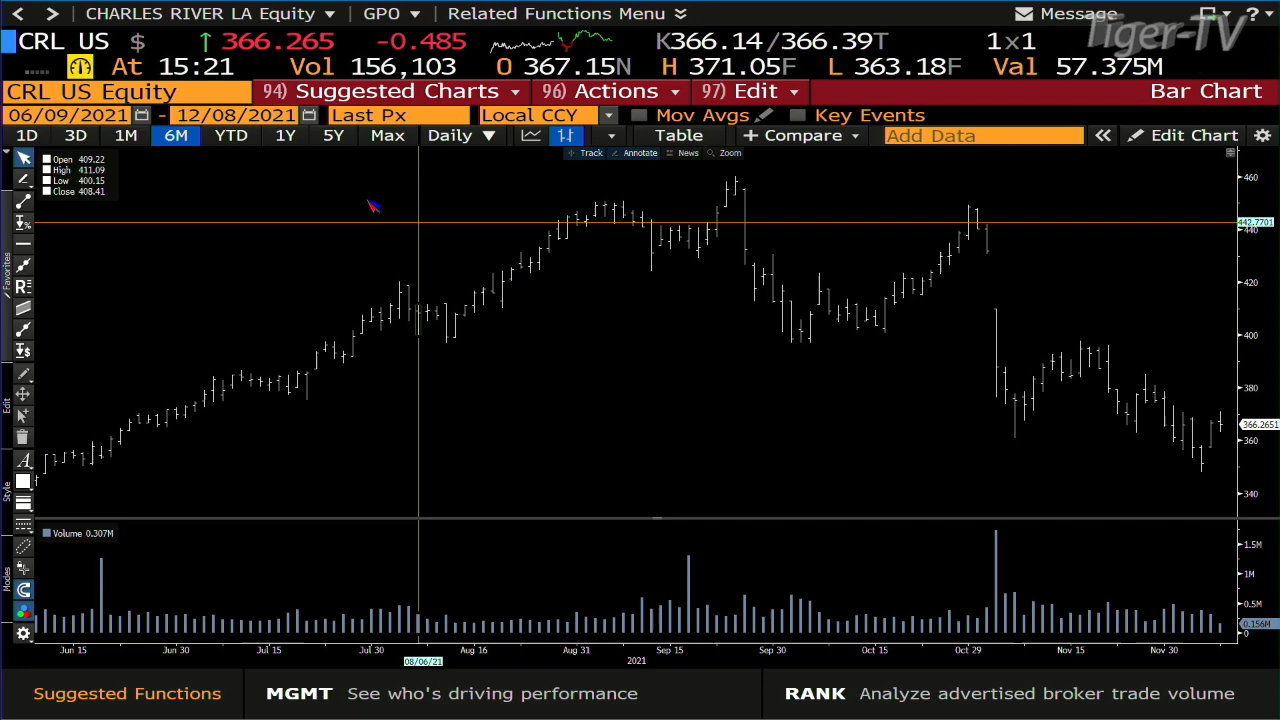 CHARLES RIVER LA Equity GPO Related Functions Menu Message ?
Tiger-TV
CRL US $ ↑ 366.265 -0.485 K366.14/366.39T 1x1
At 15:21 Vol 156,103 O 367.15N H 371.05F L 363.18F Val 57.375M
CRL US Equity 94) Suggested Charts 96) Actions 97) Edit Bar Chart
06/09/2021 - 12/08/2021 Last Px Local CCY Mov Avgs Key Events
1D 3D 1M 6M YTD 1Y 5Y Max Daily ▼ Table + Compare Add Data « Edit Chart
Track Annotate News Zoom
Open 409.22
High 411.09
Low 400.15
Close 408.41
460
442.7701
440
420
400
380
366.2651
360
340
Favorites
Edit
Style
Modes
Volume 0.307M
1.5M
1M
0.5M
0.156M
0
Jun 15 Jun 30 Jul 15 Jul 30 Aug 16 Aug 31 Sep 15 Sep 30 Oct 15 Oct 29 Nov 15 Nov 30
08/06/21 2021
Suggested Functions MGMT See who's driving performance RANK Analyze advertised broker trade volume